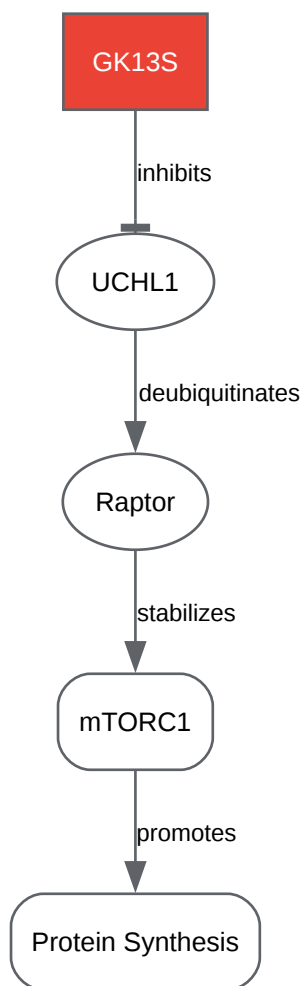 GK13S
inhibits
UCHL1
deubiquitinates
Raptor
stabilizes
mTORC1
promotes
Protein Synthesis